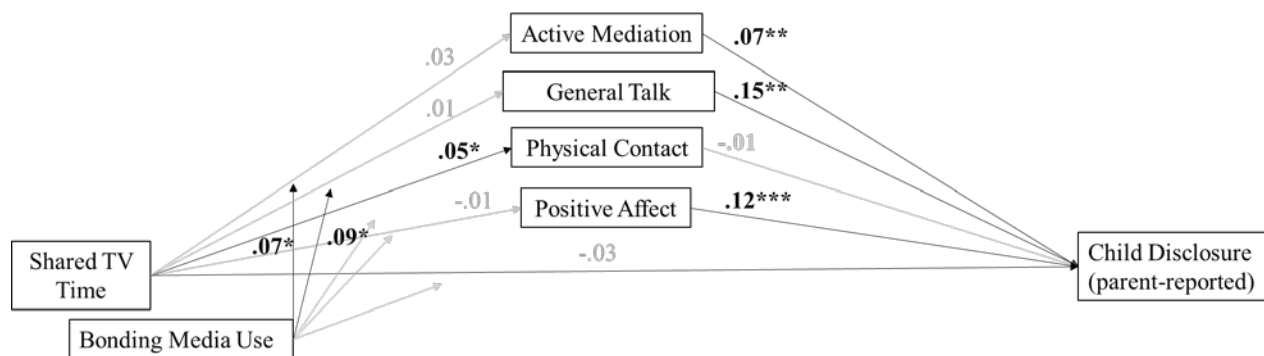 Active Mediation
.07**
.03
General Talk
.01
.15**
Physical Contact
.05*
-.01
Positive Affect
-.01
.12***
.07*
.09*
-.03
Shared TV
Time
Child Disclosure
(parent-reported)
Bonding Media Use